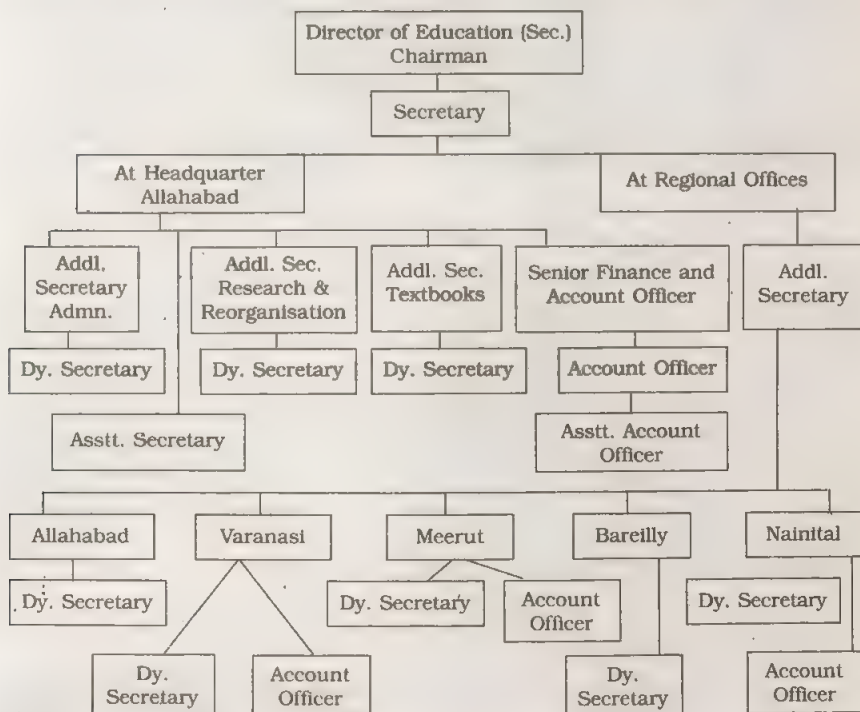 Director of Education (Sec.)
Chairman
Secretary
At Headquarter
Allahabad
At Regional Offices
Addl.
Secretary
Admn.
Addl. Sec.
Research &
Reorganisation
Addl. Sec.
Textbooks
Senior Finance and
Account Officer
Addl.
Secretary
Dy. Secretary
Dy. Secretary
Dy. Secretary
Account Officer
Asstt. Secretary
Asstt. Account
Officer
Allahabad
Varanasi
Meerut
Bareilly
Nainital
Dy. Secretary
Dy. Secretary
Account
Officer
Dy. Secretary
Dy.
Secretary
Account
Officer
Dy.
Secretary
Account
Officer